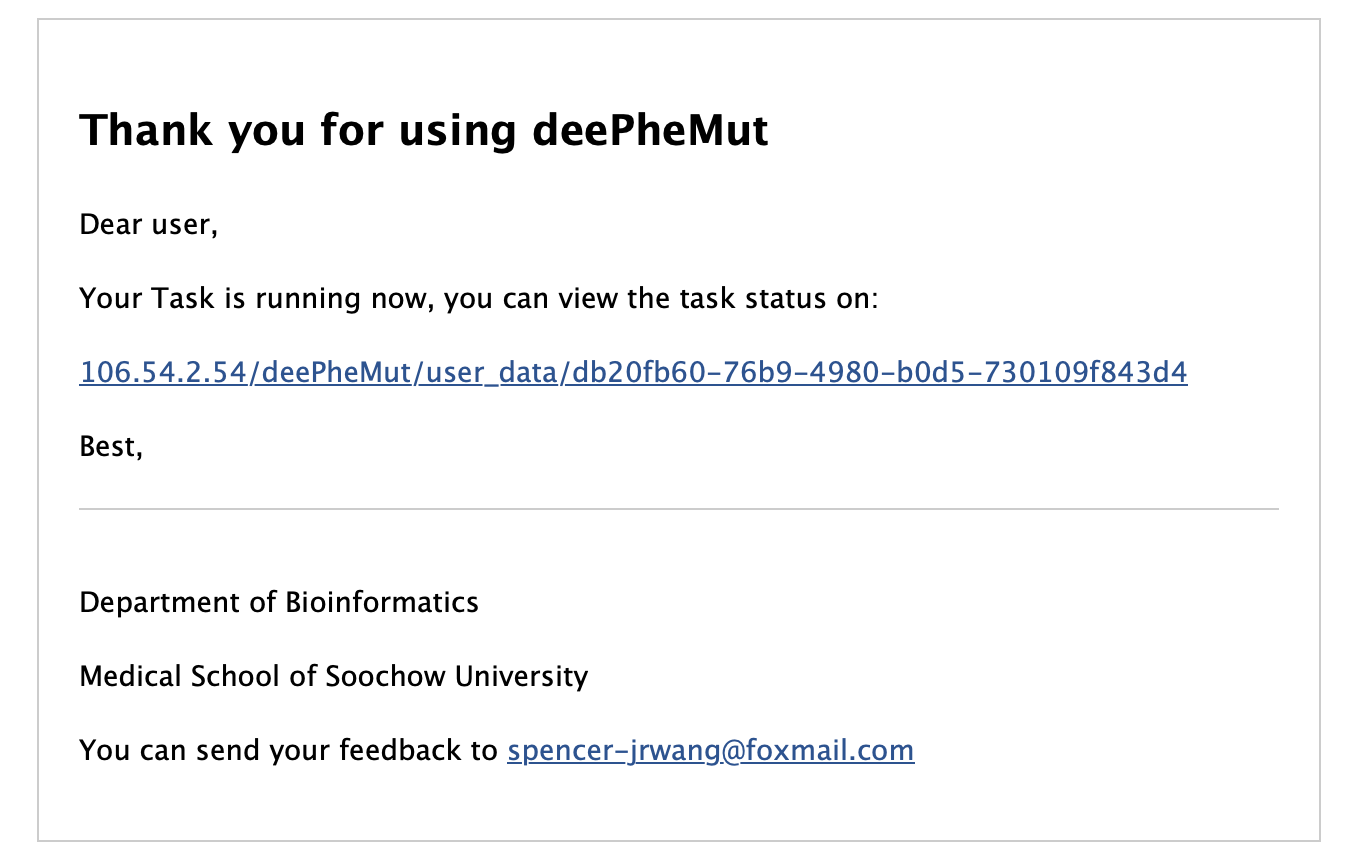 Thank you for using deePheMut
Dear user,
Your Task is running now, you can view the task status on:
106.54.2.54/deePheMut/user_data/db20fb60-76b9-4980-b0d5-730109f843d4
Best,
Department of Bioinformatics
Medical School of Soochow University
You can send your feedback to spencer-jrwang@foxmail.com